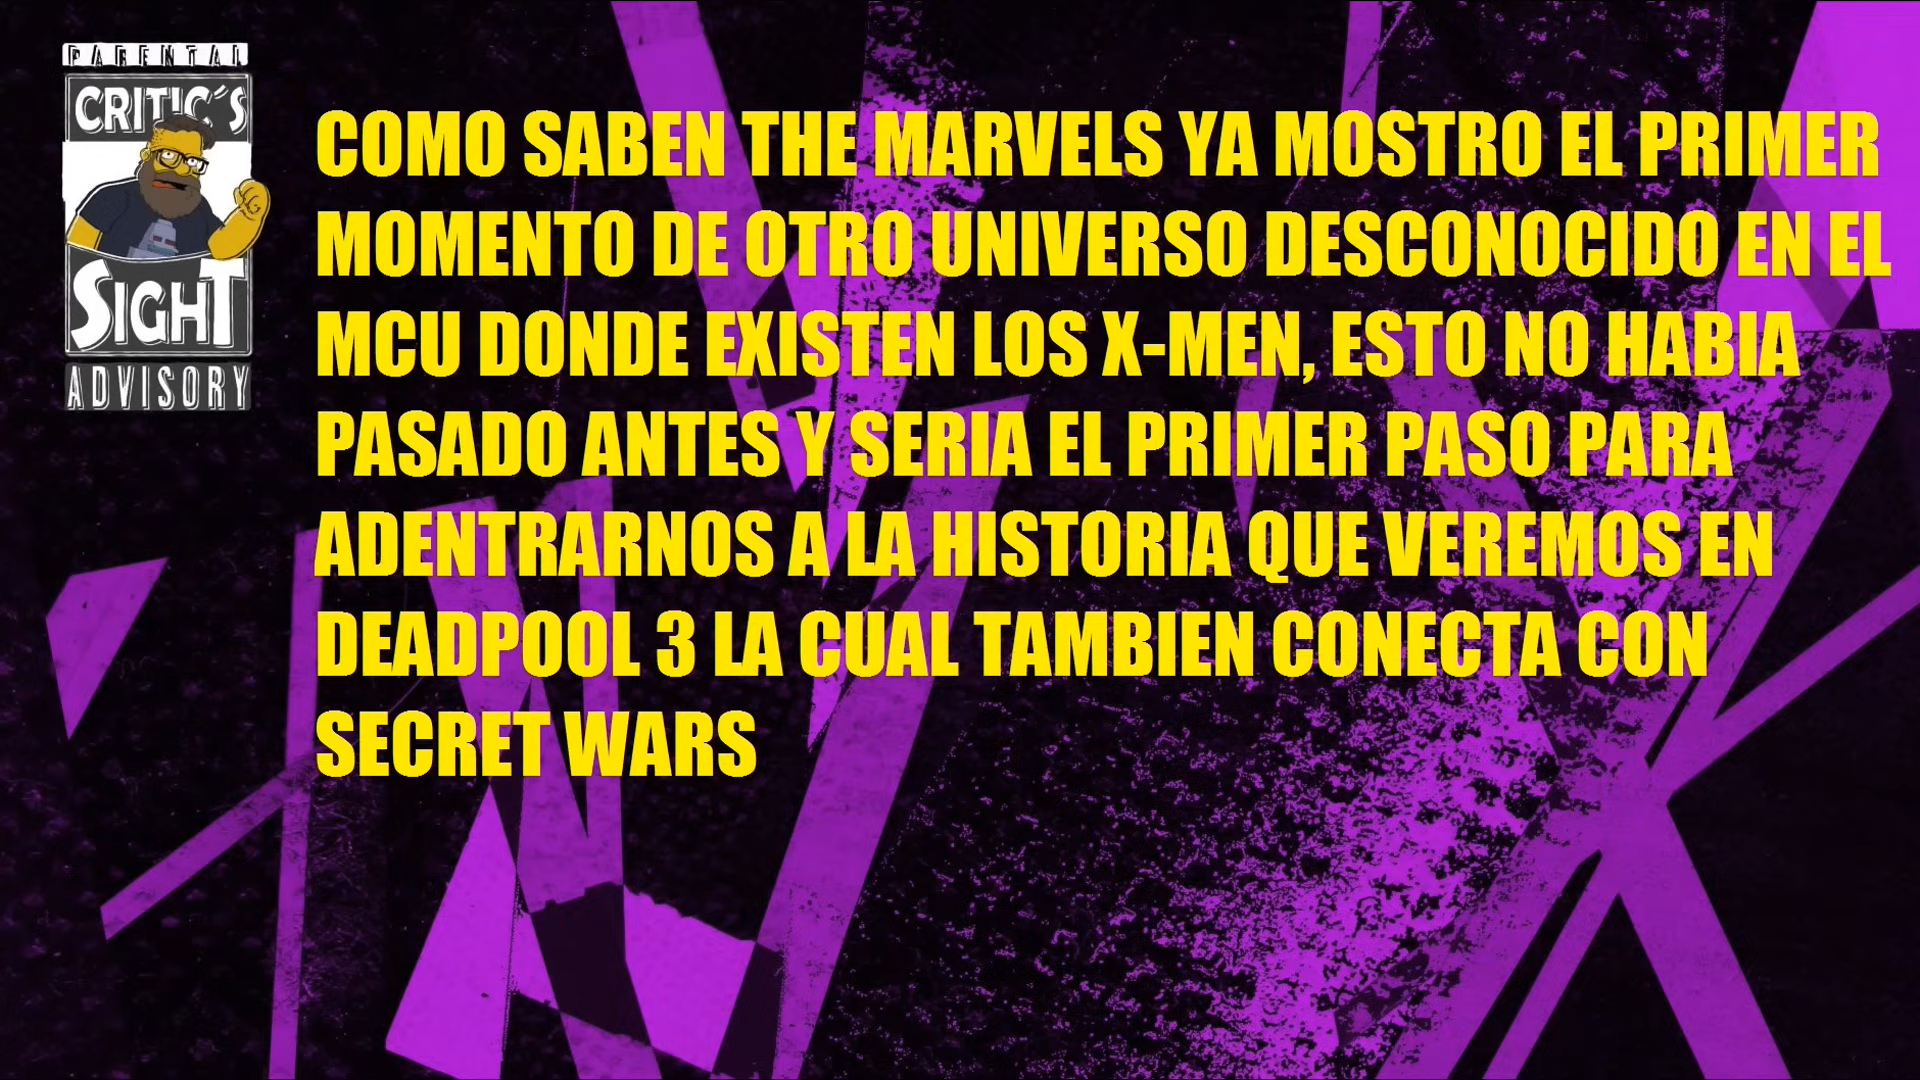 PARENTAL
CRITIC´S
SIGHT
ADVISORY
COMO SABEN THE MARVELS YA MOSTRO EL PRIMER
MOMENTO DE OTRO UNIVERSO DESCONOCIDO EN EL
MCU DONDE EXISTEN LOS X-MEN, ESTO NO HABIA
PASADO ANTES Y SERIA EL PRIMER PASO PARA
ADENTRARNOS A LA HISTORIA QUE VEREMOS EN
DEADPOOL 3 LA CUAL TAMBIEN CONECTA CON
SECRET WARS